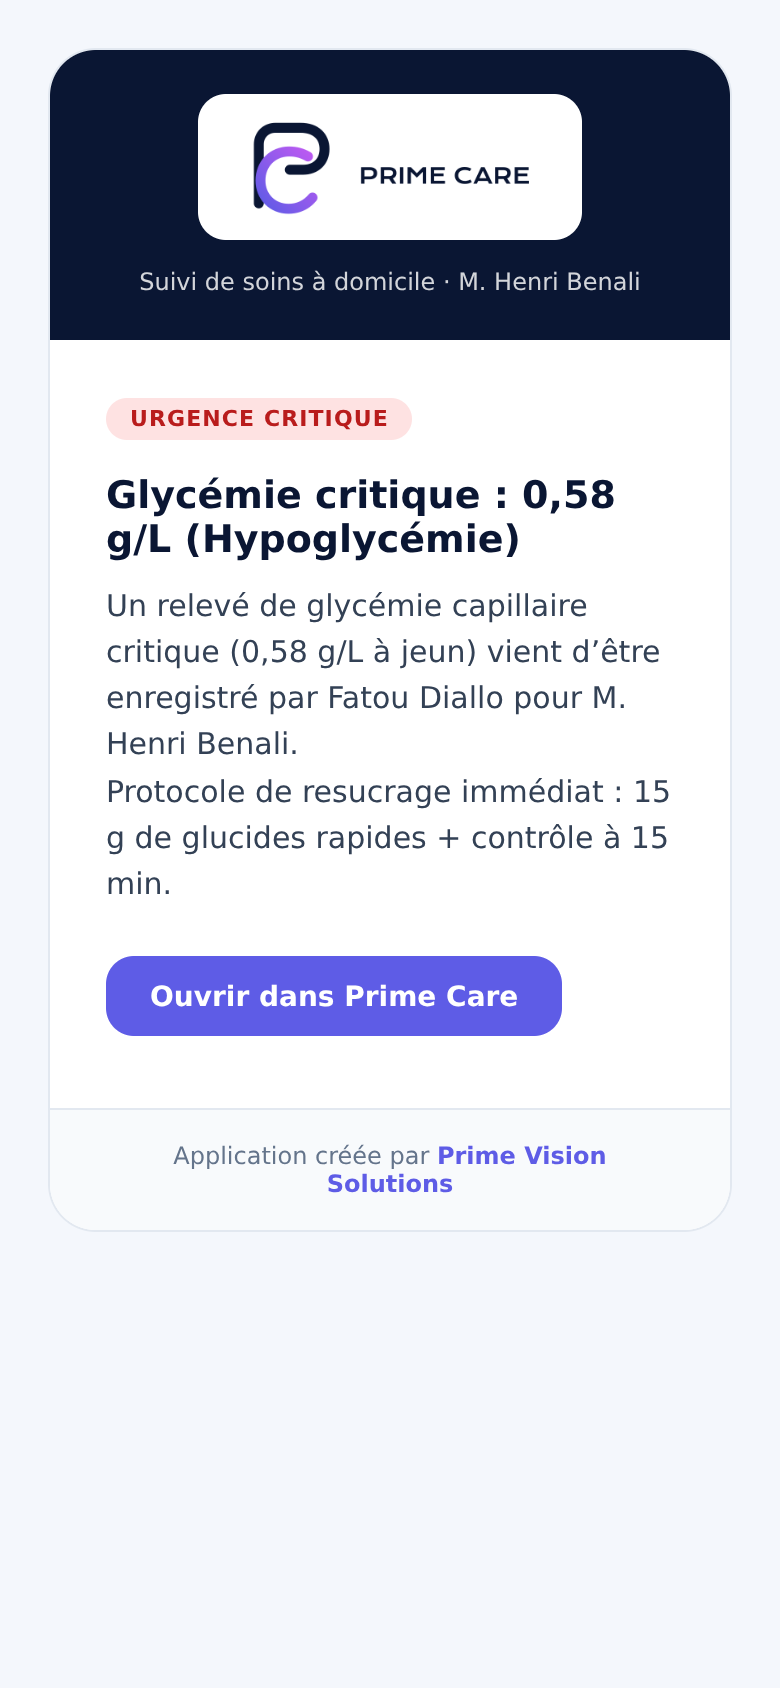 PRIME CARE
Suivi de soins à domicile · M. Henri Benali
URGENCE CRITIQUE
Glycémie critique : 0,58
g/L (Hypoglycémie)
Un relevé de glycémie capillaire
critique (0,58 g/L à jeun) vient d’être
enregistré par Fatou Diallo pour M.
Henri Benali.
Protocole de resucrage immédiat : 15
g de glucides rapides + contrôle à 15
min.
Ouvrir dans Prime Care
Application créée par Prime Vision
Solutions